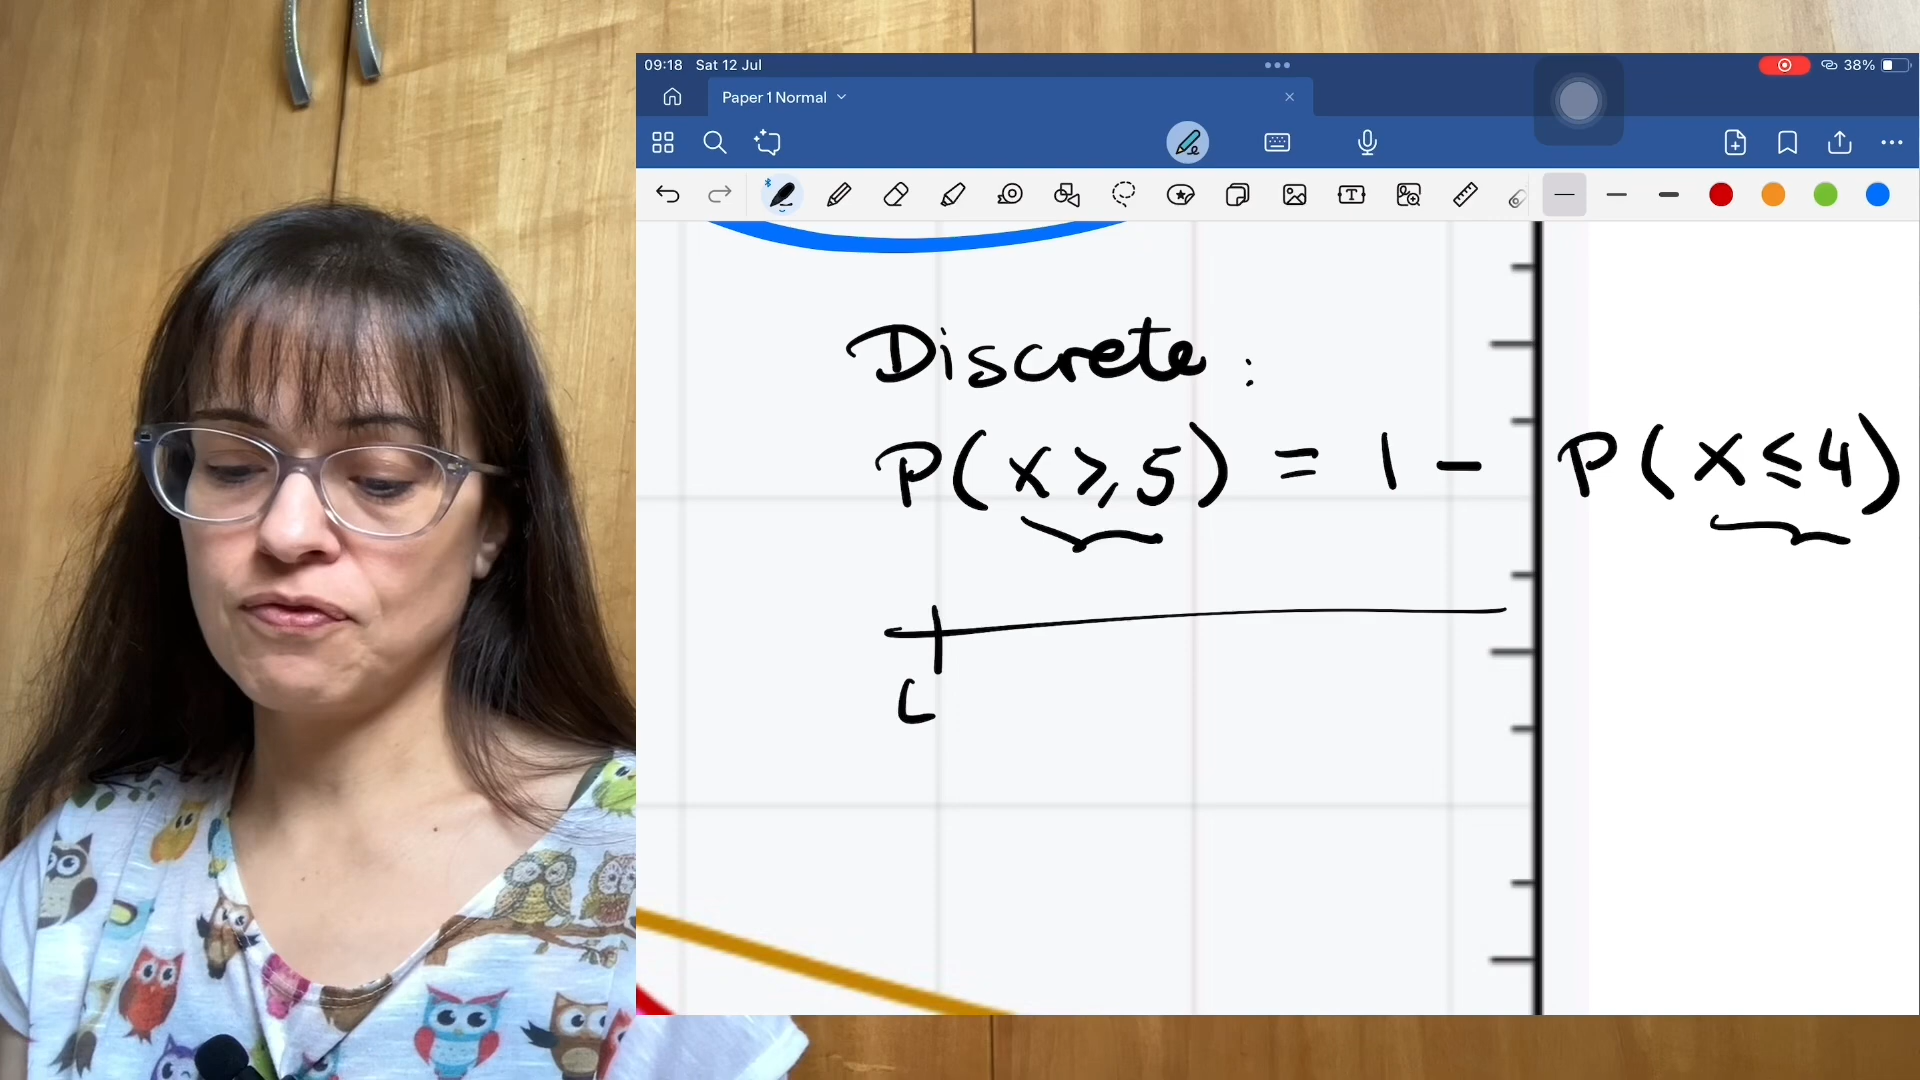 09:18 Sat 12 Jul
38%
Paper 1 Normal
Discrete :
P(x⩾5) = 1 - P(x≤4)